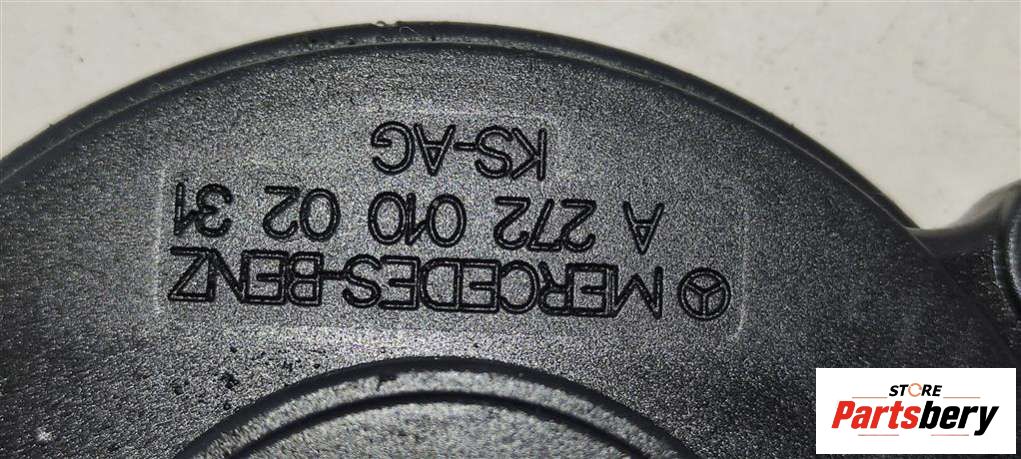 MERCEDES-BENZ
A 272 010 02 31
KS-AG
STORE
Partsbery